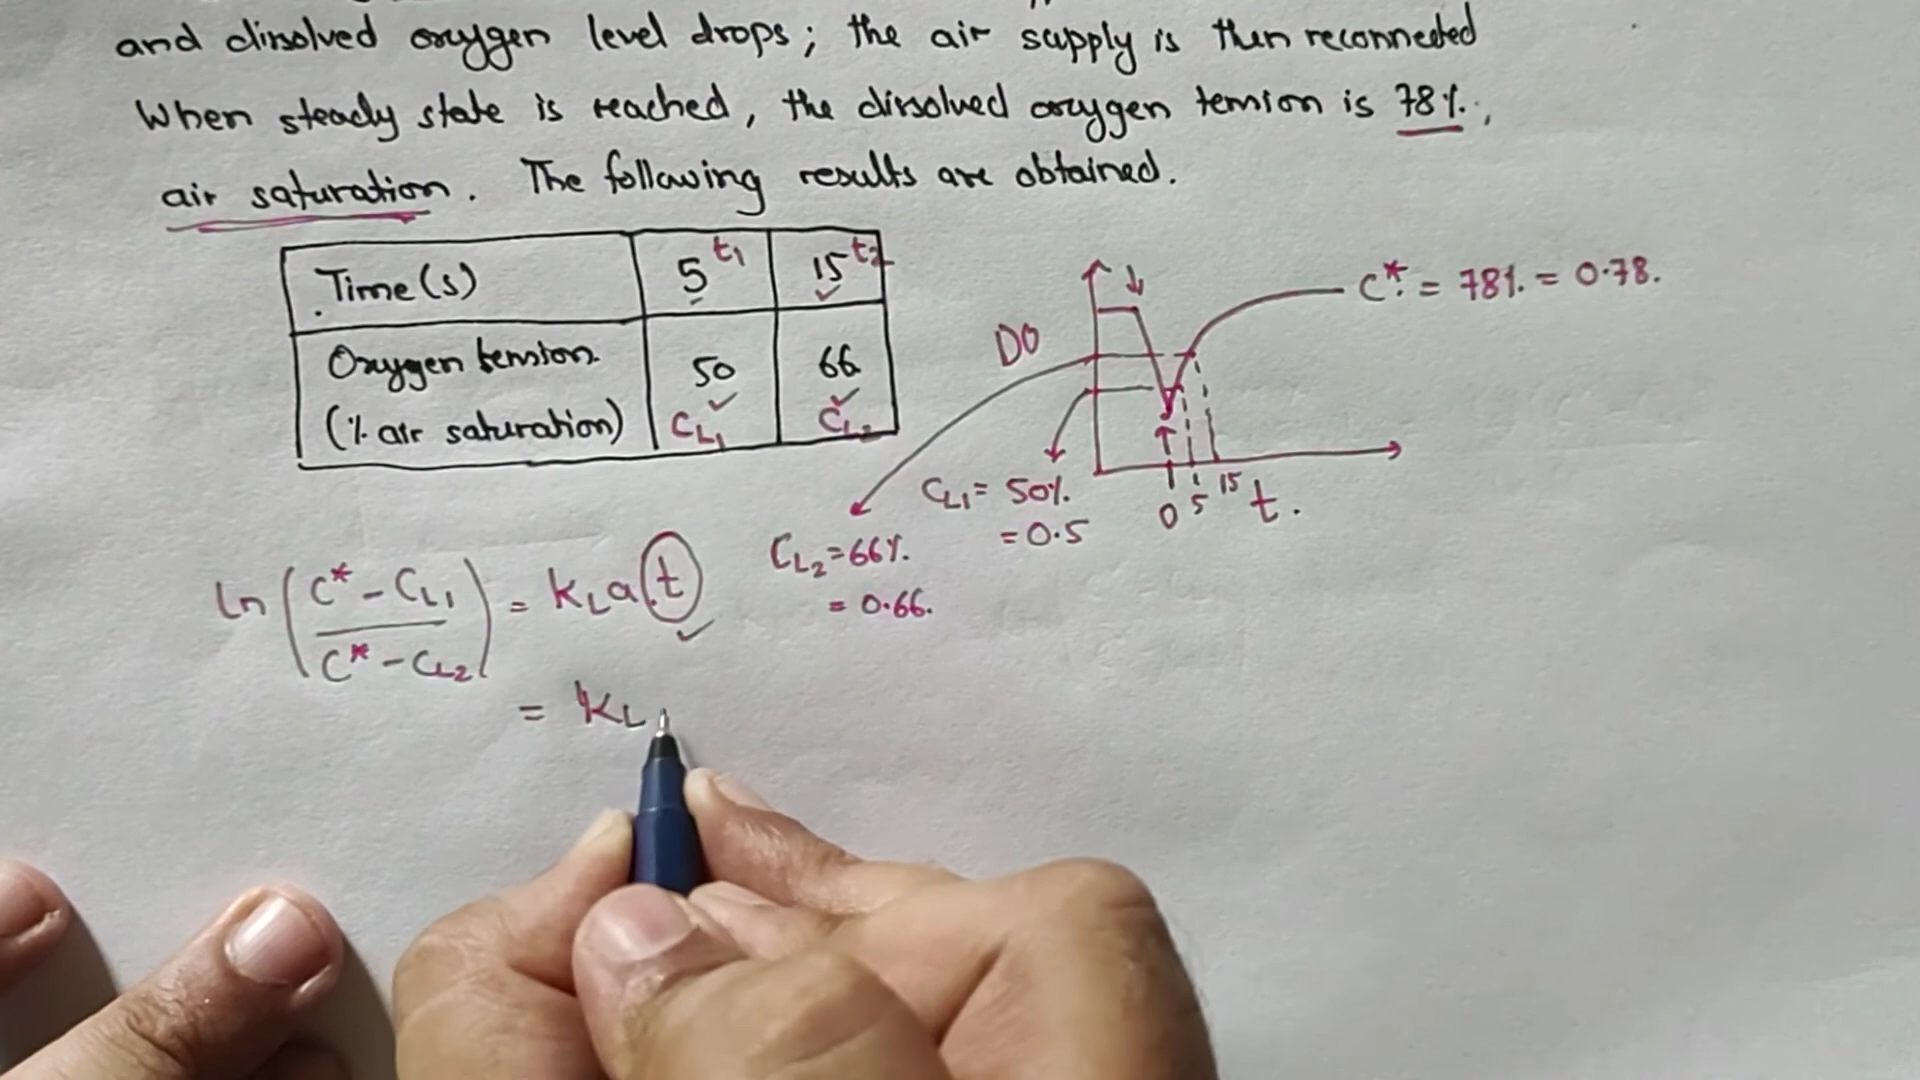 and dissolved oxygen level drops; the air supply is then reconnected
When steady state is reached, the dissolved oxygen tension is 78%.,
air saturation. The following results are obtained.
Time (s) 5 t1 15 t2
Oxygen tension 50 66
(% air saturation) CL1 CL2
C* = 78% = 0.78.
DO
0 5 15 t.
CL1 = 50%.
= 0.5
CL2 = 66%.
= 0.66.
ln (C* - CL1 / C* - CL2) = kLa.t
= kL